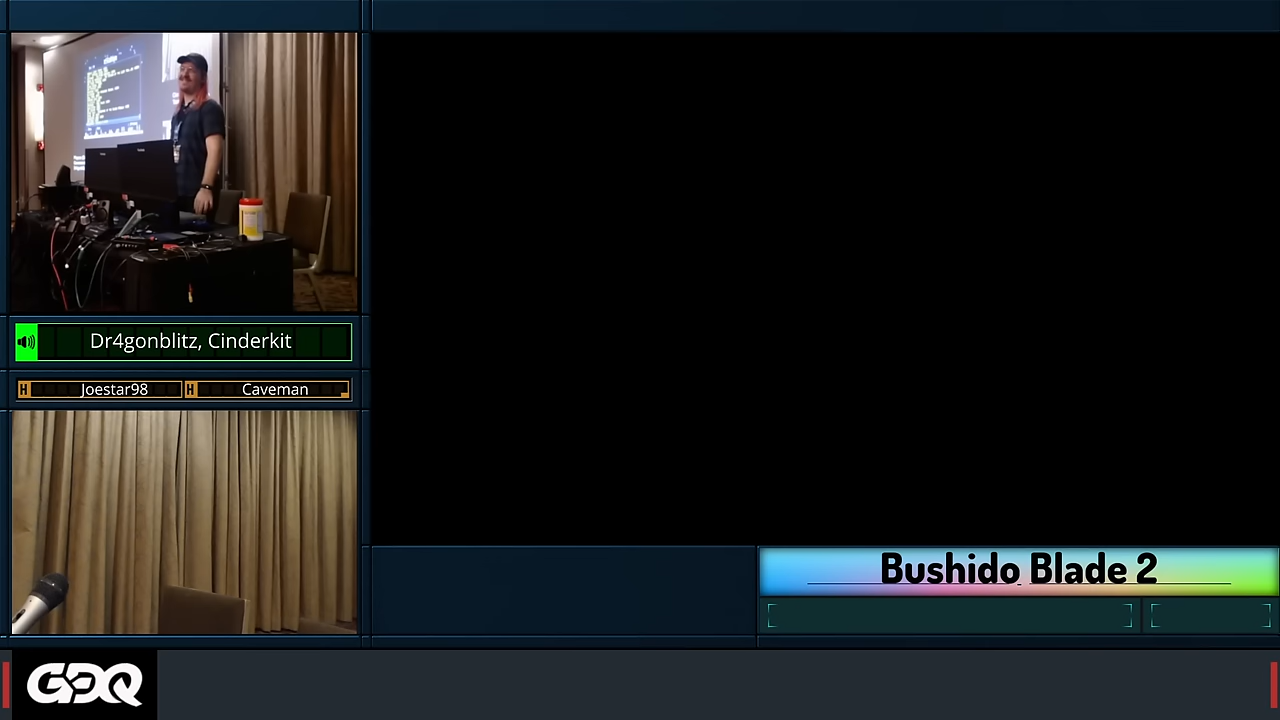 Dr4gonblitz, Cinderkit
H Joestar98 H Caveman
Bushido Blade 2
GDQ